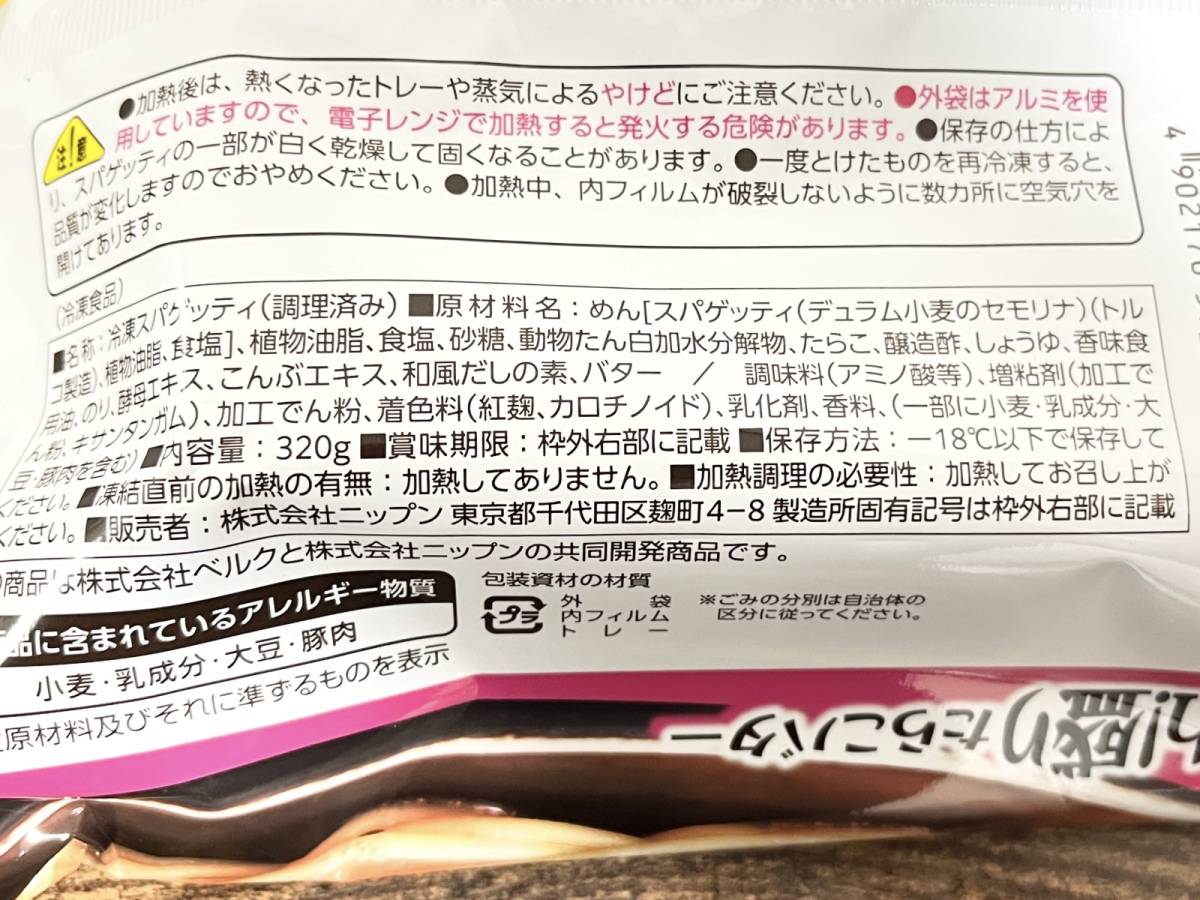 ●加熱後は、熱くなったトレーや蒸気によるやけどにご注意ください。●外袋はアルミを使
用していますので、電子レンジで加熱すると発火する危険があります。●保存の仕方によ
り、スパゲッティの一部が白く乾燥して固くなることがあります。●一度とけたものを再冷凍すると、
品質が変化しますのでおやめください。●加熱中、内フィルムが破裂しないように数カ所に空気穴を
開けてあります。
4 902170
(冷凍食品)
■名称:冷凍スパゲッティ(調理済み) ■原材料名:めん[スパゲッティ(デュラム小麦のセモリナ)(トル
コ製造)、植物油脂、食塩]、植物油脂、食塩、砂糖、動物たん白加水分解物、たらこ、醸造酢、しょうゆ、香味食
用油、のり、酵母エキス、こんぶエキス、和風だしの素、バター / 調味料(アミノ酸等)、増粘剤(加工で
ん粉、キサンタンガム)、加工でん粉、着色料(紅麹、カロチノイド)、乳化剤、香料、(一部に小麦・乳成分・大
豆・豚肉を含む) ■内容量:320g ■賞味期限:枠外右部に記載 ■保存方法:−18℃以下で保存して
ください。■凍結直前の加熱の有無:加熱してありません。■加熱調理の必要性:加熱してお召し上が
ください。■販売者:株式会社ニップン 東京都千代田区麹町4−8 製造所固有記号は枠外右部に記載
商品は株式会社ベルクと株式会社ニップンの共同開発商品です。
品に含まれているアレルギー物質
小麦・乳成分・大豆・豚肉
原材料及びそれに準ずるものを表示
包装資材の材質
プラ
外袋
内フィルム
トレー
※ごみの分別は自治体の
区分に従ってください。
盛りたらこバター